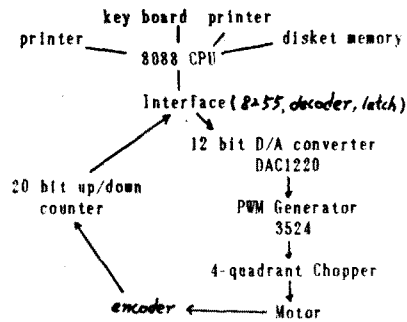 key board printer
printer
disket memory
8088 CPU
Interface (8255, decoder, latch)
12 bit D/A converter
DAC1220
20 bit up/down
counter
PWM Generator
3524
4-quadrant Chopper
encoder
Motor